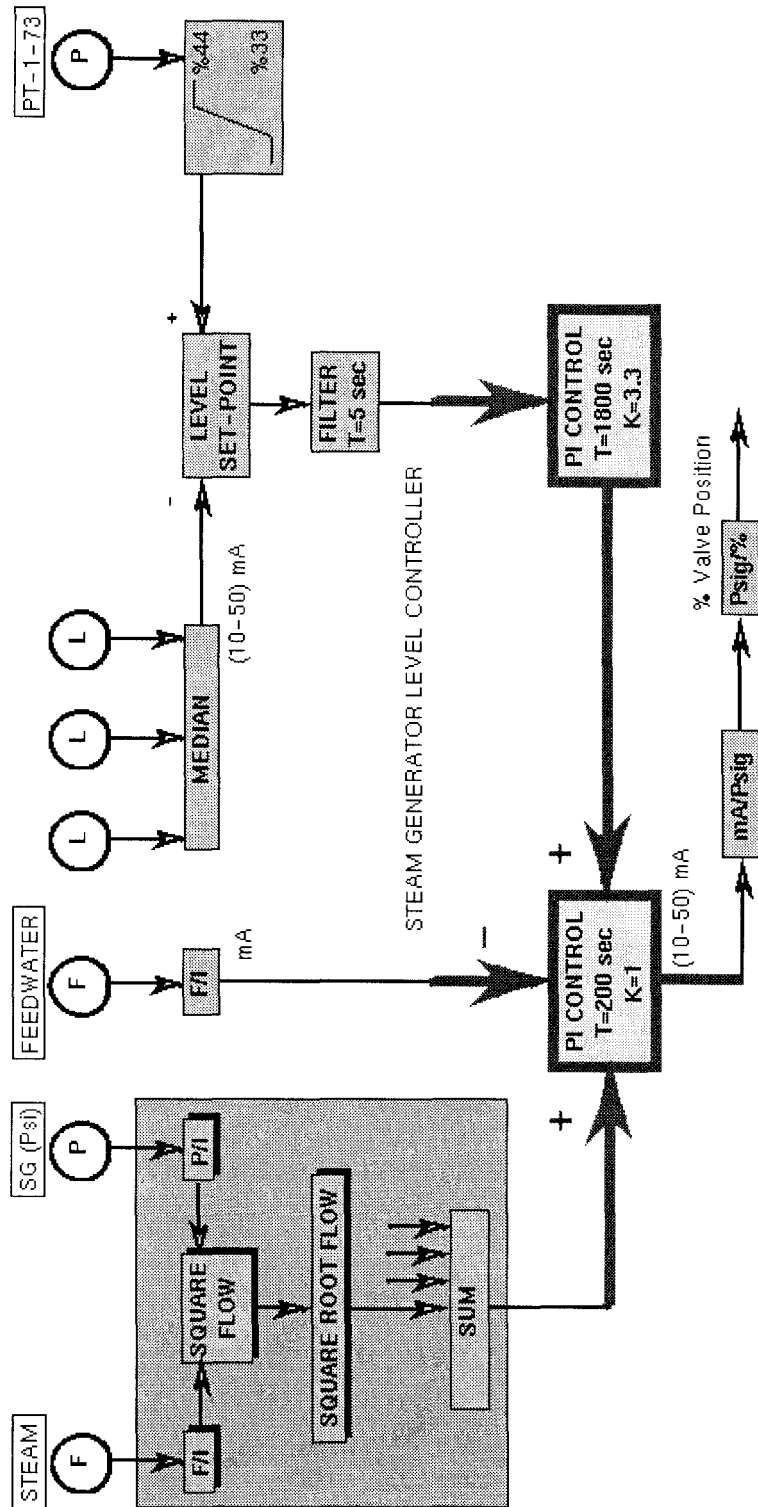 STEAM
F
F/I
SG (Psi)
P
P/I
SQUARE
FLOW
SQUARE ROOT FLOW
SUM
+
FEEDWATER
F
F/I
mA
−
L
L
L
MEDIAN
(10-50) mA
-
LEVEL
SET-POINT
+
PT-1-73
P
%44
%33
FILTER
T=5 sec
STEAM GENERATOR LEVEL CONTROLLER
PI CONTROL
T=1800 sec
K=3.3
+
PI CONTROL
T=200 sec
K=1
(10-50) mA
mA/Psig
Psig/%
% Valve Position